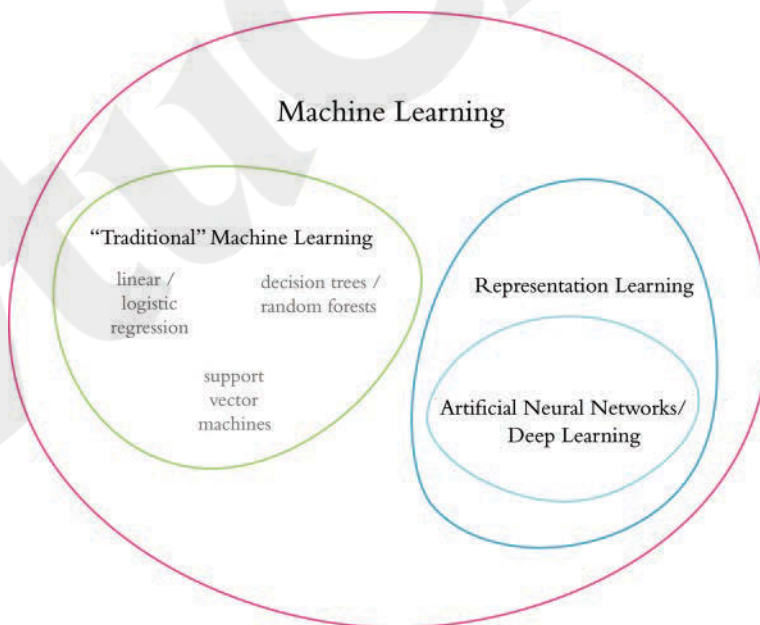 Machine Learning
“Traditional” Machine Learning
linear /
logistic
regression
decision trees /
random forests
support
vector
machines
Representation Learning
Artificial Neural Networks/
Deep Learning